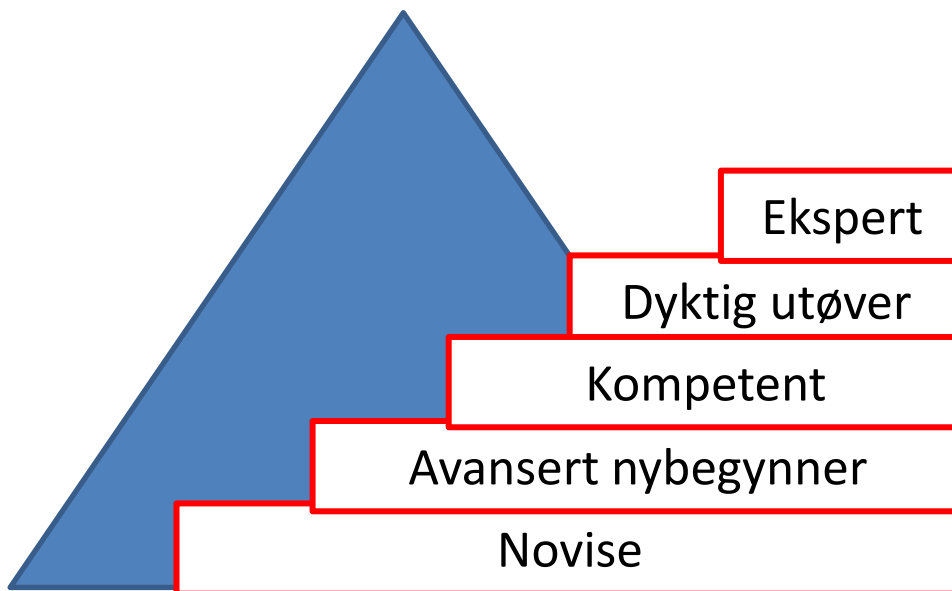 Ekspert
Dyktig utøver
Kompetent
Avansert nybegynner
Novise